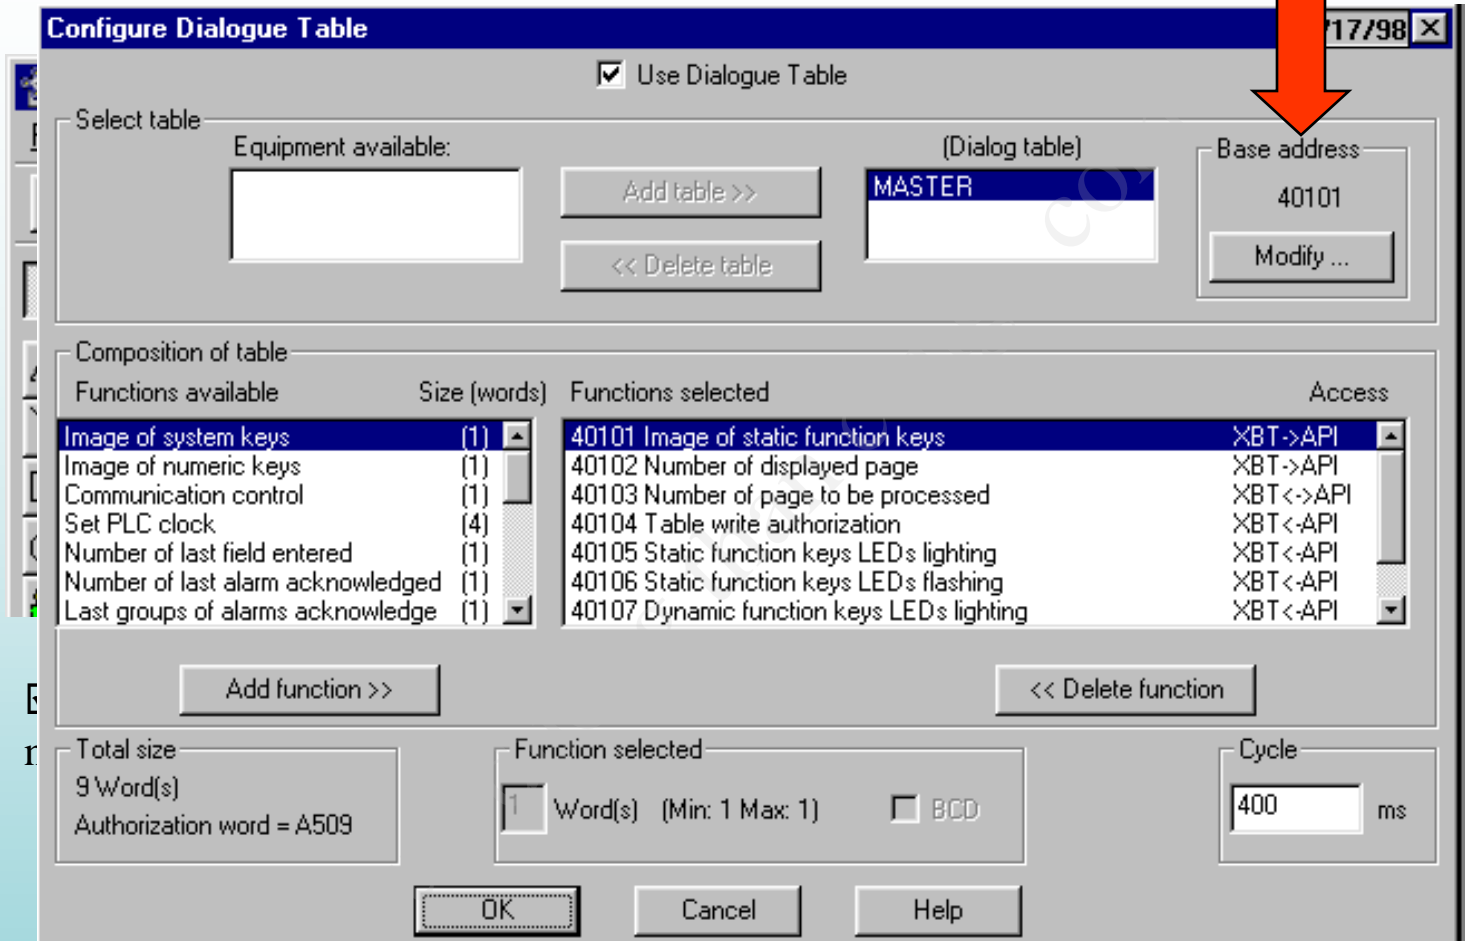 Configure Dialogue Table
/17/98
Use Dialogue Table
Select table
Equipment available:
(Dialog table)
Base address
Add table >>
MASTER
40101
<< Delete table
Modify ...
Composition of table
Functions available Size (words) Functions selected Access
Image of system keys (1) 40101 Image of static function keys XBT->API
Image of numeric keys (1) 40102 Number of displayed page XBT->API
Communication control (1) 40103 Number of page to be processed XBT<->API
Set PLC clock (4) 40104 Table write authorization XBT<-API
Number of last field entered (1) 40105 Static function keys LEDs lighting XBT<-API
Number of last alarm acknowledged (1) 40106 Static function keys LEDs flashing XBT<-API
Last groups of alarms acknowledge (1) 40107 Dynamic function keys LEDs lighting XBT<-API
Add function >> << Delete function
Total size Function selected Cycle
9 Word(s)
1 Word(s) (Min: 1 Max: 1) BCD 400 ms
Authorization word = A509
OK Cancel Help